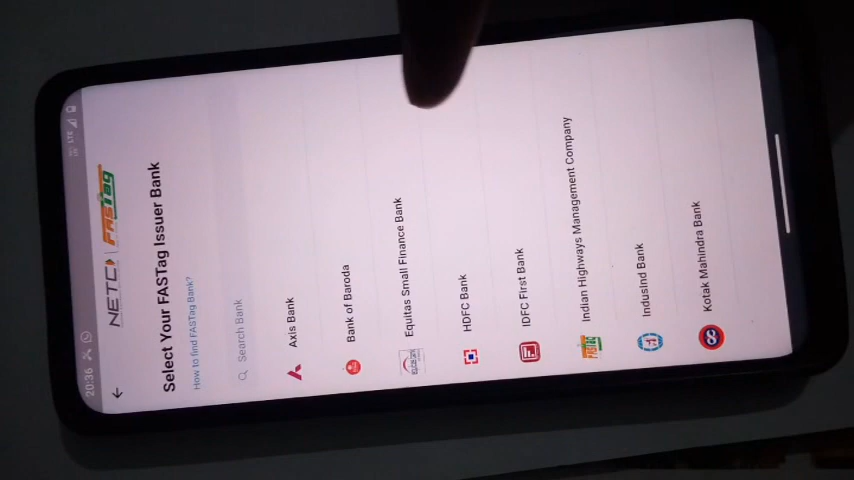 20:36
LTE
NETC FASTag
Select Your FASTag Issuer Bank
How to find FASTag Bank?
Search Bank
Axis Bank
Bank of Baroda
Equitas Small Finance Bank
HDFC Bank
IDFC First Bank
Indian Highways Management Company
IndusInd Bank
Kotak Mahindra Bank